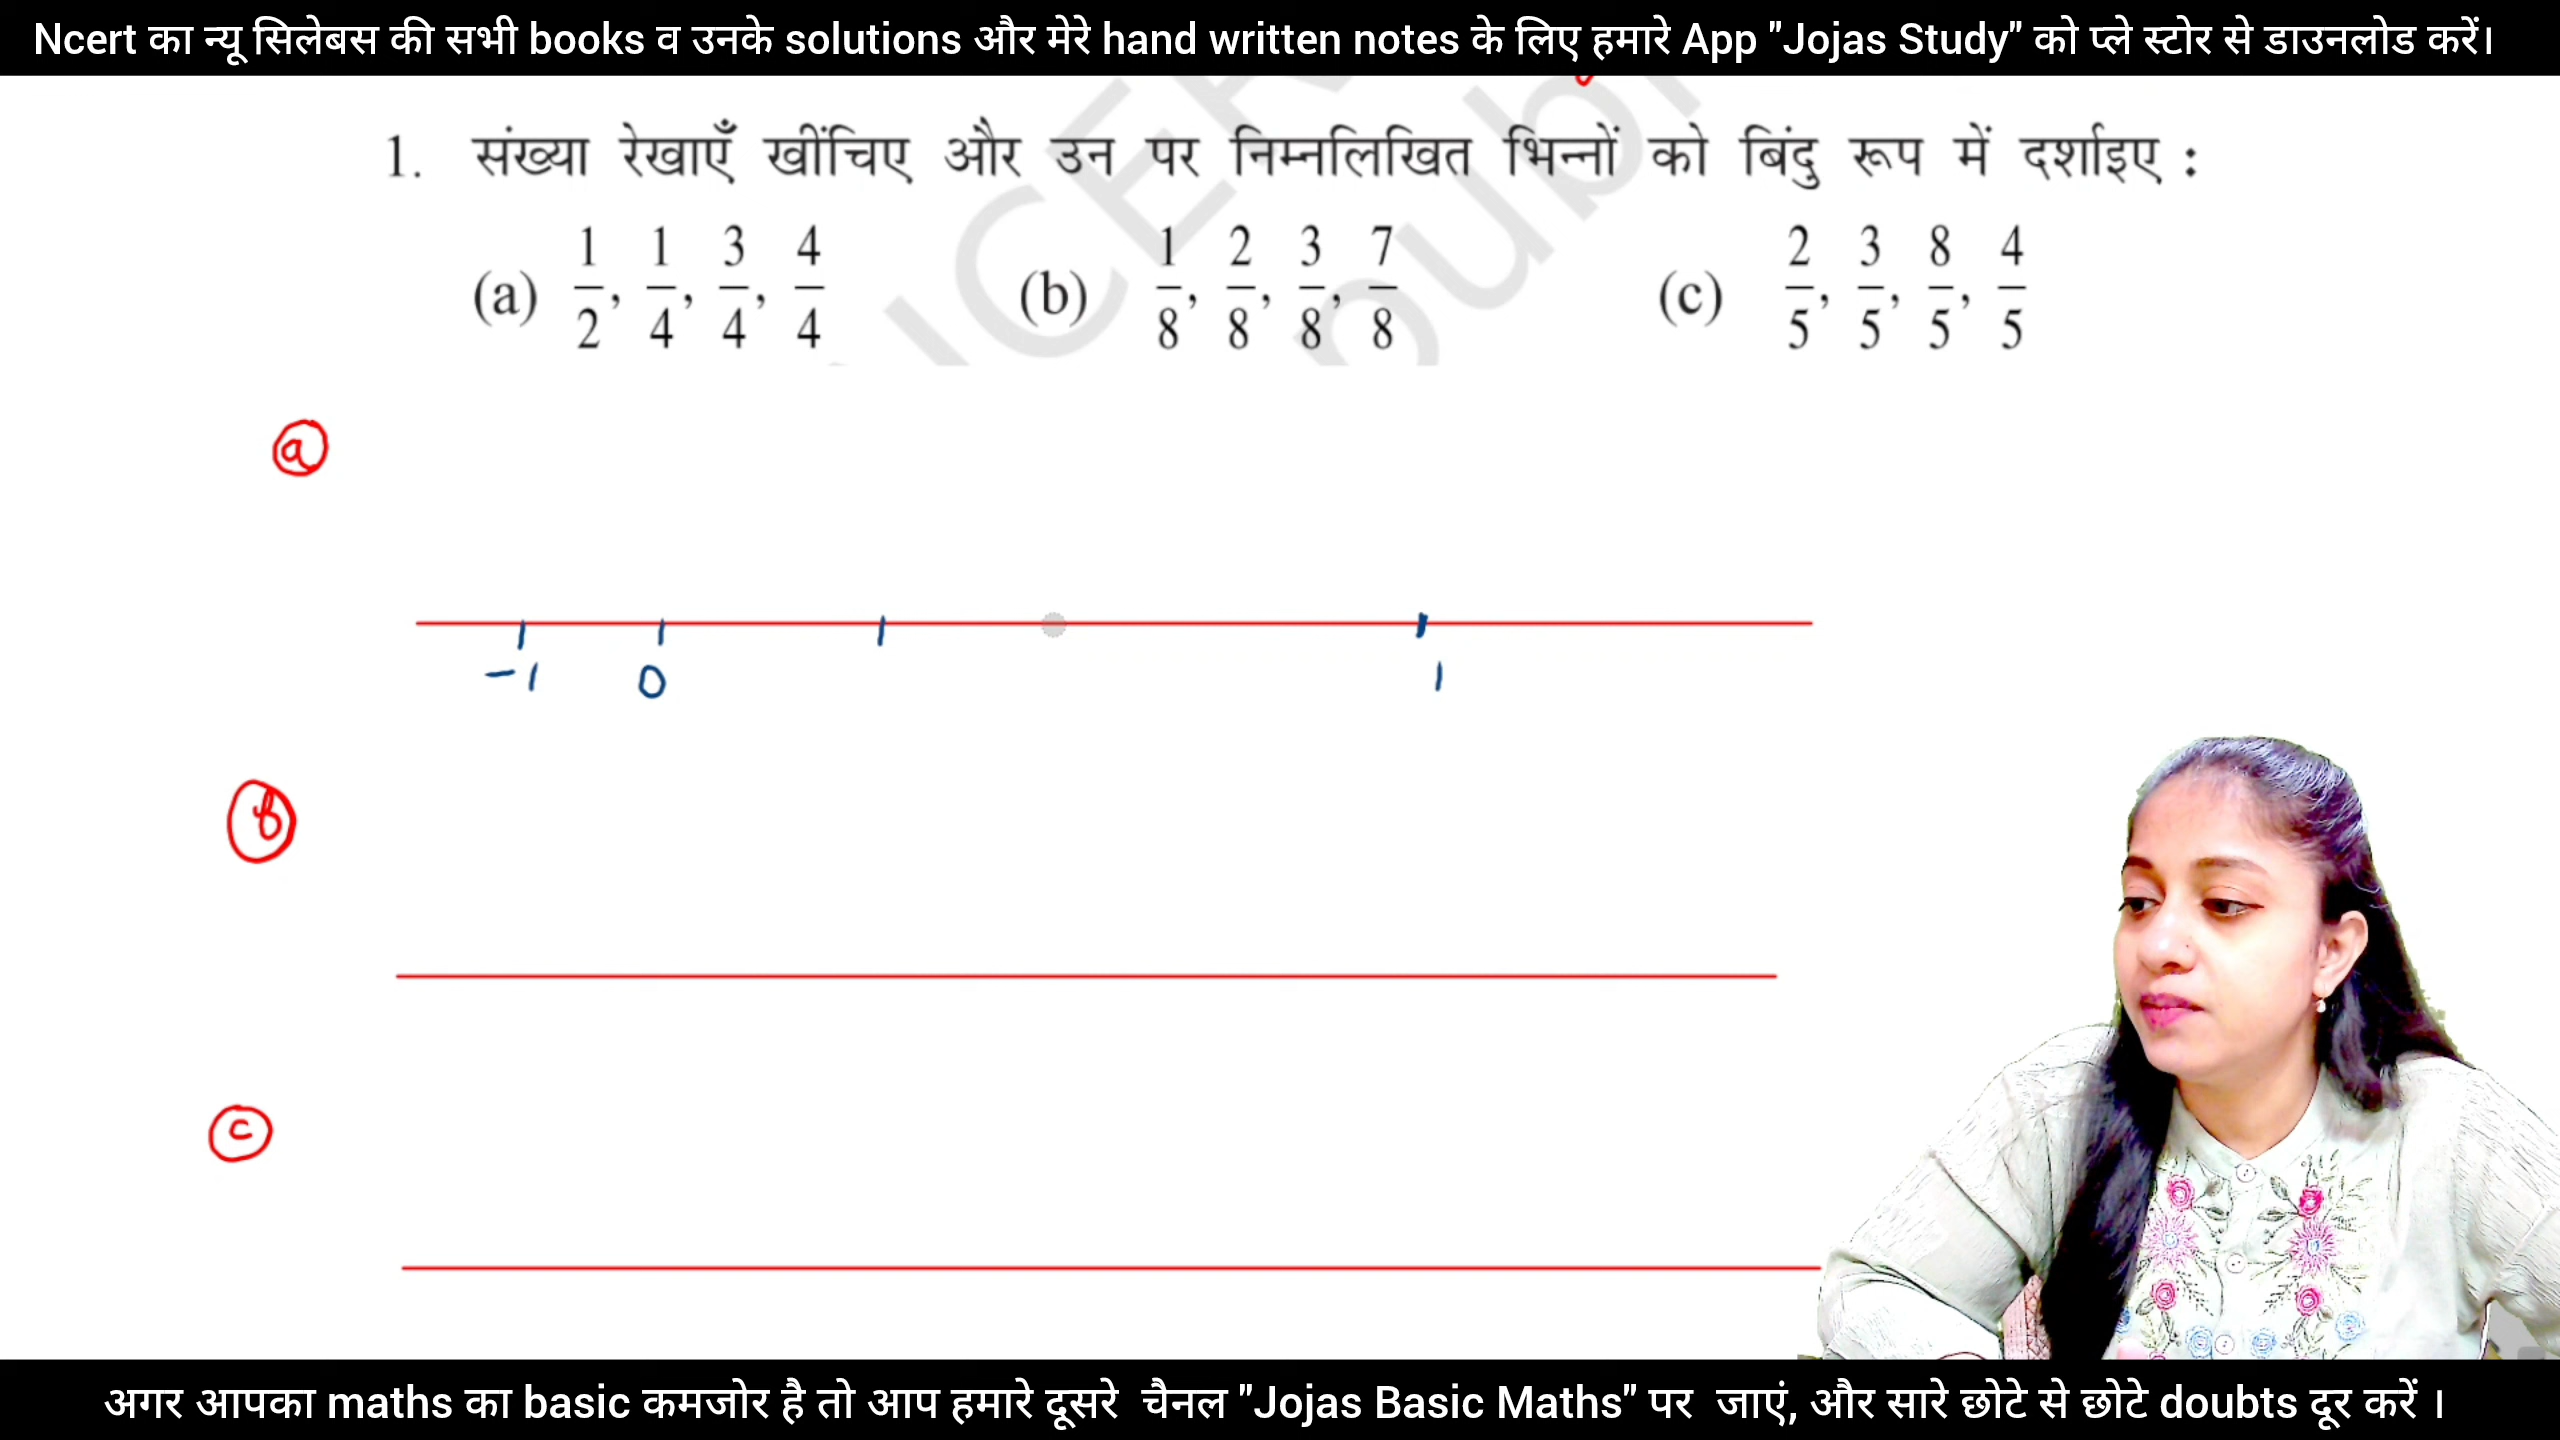 Ncert का न्यू सिलेबस की सभी books व उनके solutions और मेरे hand written notes के लिए हमारे App "Jojas Study" को प्ले स्टोर से डाउनलोड करें।
1. संख्या रेखाएँ खींचिए और उन पर निम्नलिखित भिन्नों को बिंदु रूप में दर्शाइए :
(a) 1/2, 1/4, 3/4, 4/4 (b) 1/8, 2/8, 3/8, 7/8 (c) 2/5, 3/5, 8/5, 4/5
a
-1 0 1
b
c
अगर आपका maths का basic कमजोर है तो आप हमारे दूसरे चैनल "Jojas Basic Maths" पर जाएं, और सारे छोटे से छोटे doubts दूर करें ।